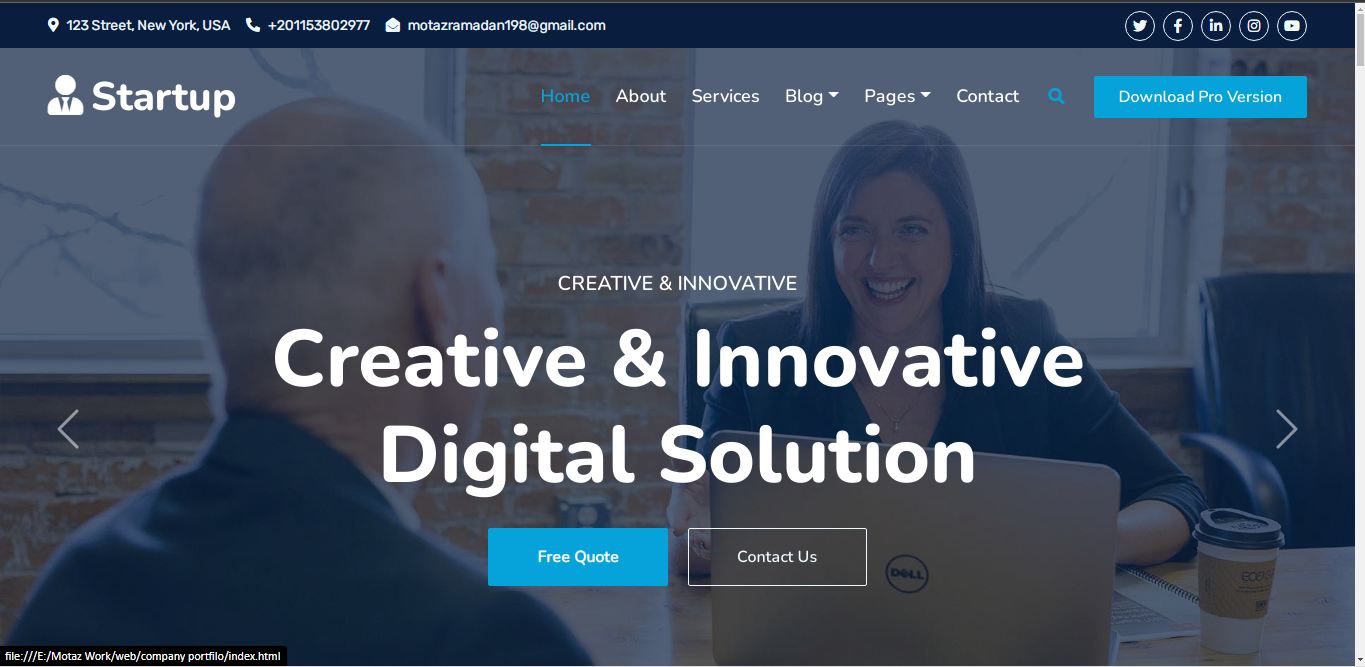 123 Street, New York, USA +201153802977 motazramadan198@gmail.com
Startup Home About Services Blog Pages Contact Download Pro Version
CREATIVE & INNOVATIVE
Creative & Innovative
Digital Solution
Free Quote Contact Us
DELL
file:///E:/Motaz Work/web/company portfilo/index.html